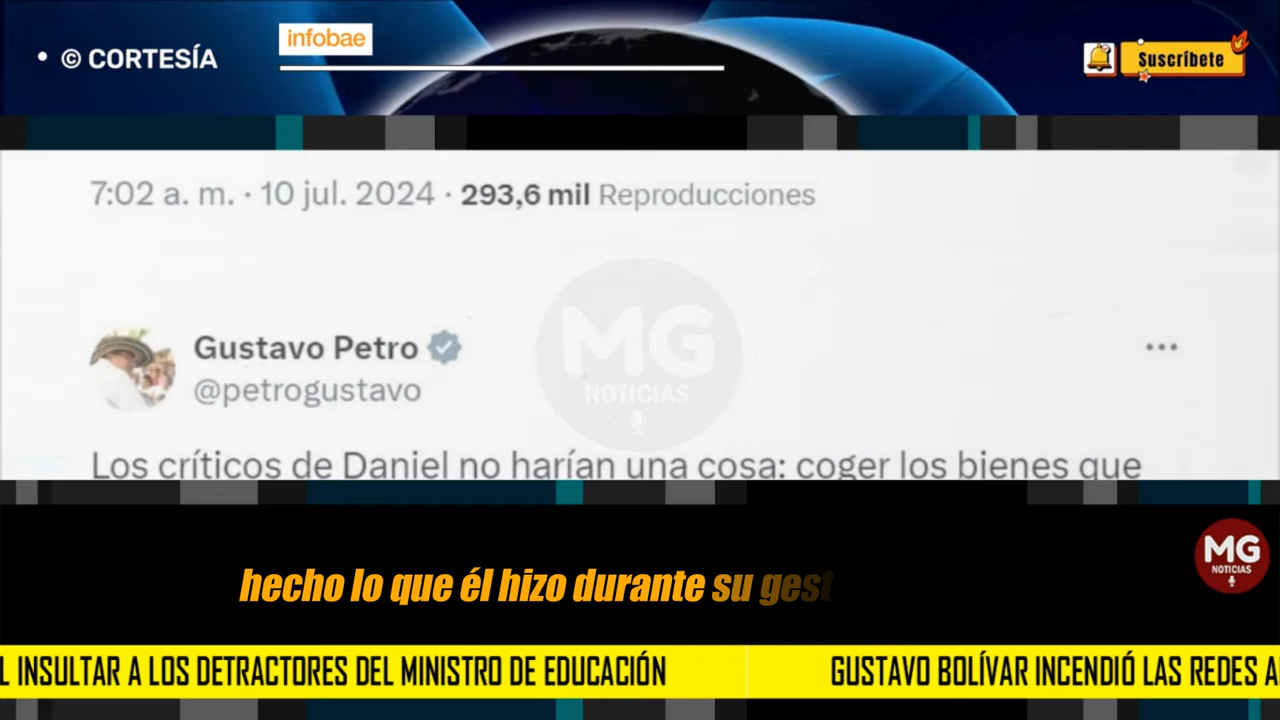 • © CORTESÍA
infobae
Suscríbete
7:02 a. m. · 10 jul. 2024 · 293,6 mil Reproducciones
MG
NOTICIAS
Gustavo Petro
@petrogustavo
Los críticos de Daniel no harían una cosa: coger los bienes que
MG
NOTICIAS
hecho lo que él hizo durante su gest
L INSULTAR A LOS DETRACTORES DEL MINISTRO DE EDUCACIÓN GUSTAVO BOLÍVAR INCENDIÓ LAS REDES A